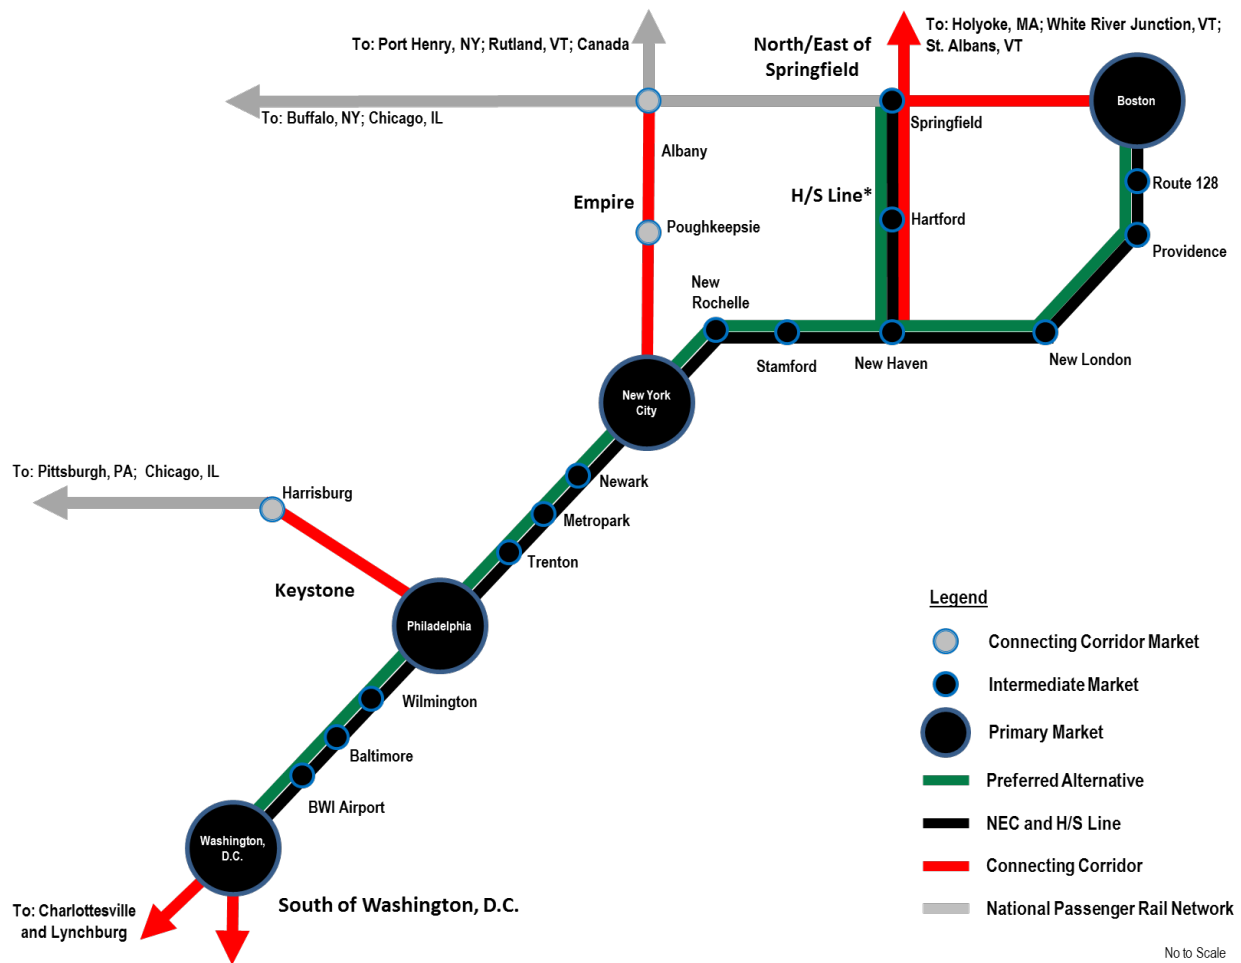 To: Port Henry, NY; Rutland, VT; Canada
North/East of
Springfield
To: Holyoke, MA; White River Junction, VT;
St. Albans, VT
Boston
To: Buffalo, NY; Chicago, IL
Springfield
Albany
Route 128
Empire
H/S Line*
Poughkeepsie
Hartford
Providence
New
Rochelle
Stamford
New Haven
New London
New York
City
To: Pittsburgh, PA;  Chicago, IL
Harrisburg
Newark
Metropark
Trenton
Keystone
Philadelphia
Wilmington
Baltimore
BWI Airport
Washington,
D.C.
To: Charlottesville
and Lynchburg
South of Washington, D.C.
Legend
Connecting Corridor Market
Intermediate Market
Primary Market
Preferred Alternative
NEC and H/S Line
Connecting Corridor
National Passenger Rail Network
No to Scale